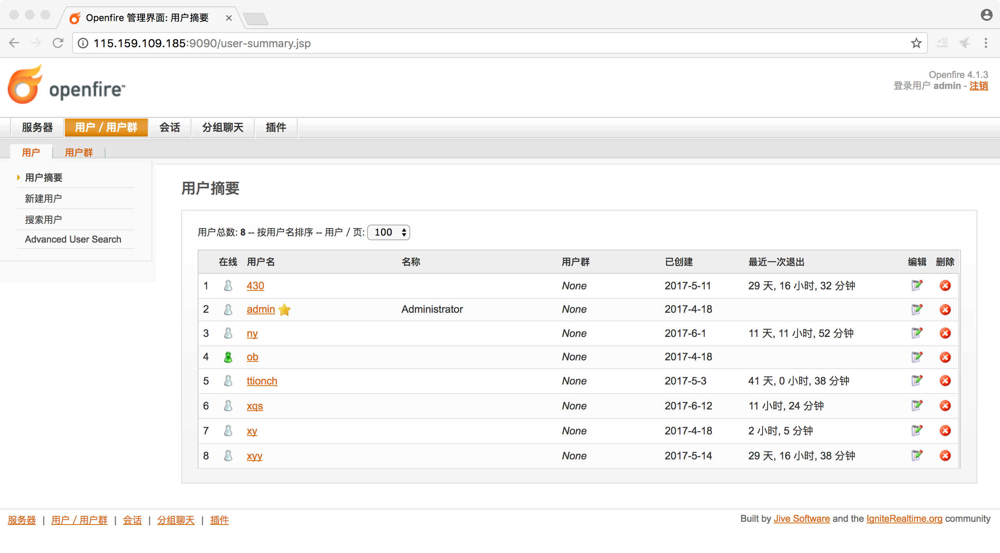 Openfire 管理界面: 用户摘要
115.159.109.185:9090/user-summary.jsp
PLAYER
openfire™
Openfire 4.1.3
登录用户 admin - 注销
服务器 用户 / 用户群 会话 分组聊天 插件
用户 用户群
用户摘要
新建用户
搜索用户
Advanced User Search
用户摘要
用户总数: 8 -- 按用户名排序 -- 用户 / 页: 100
在线 用户名 名称 用户群 已创建 最近一次退出 编辑 删除
1 430 None 2017-5-11 29 天, 16 小时, 32 分钟
2 admin Administrator None 2017-4-18
3 ny None 2017-6-1 11 天, 11 小时, 52 分钟
4 ob None 2017-4-18
5 ttionch None 2017-5-3 41 天, 0 小时, 38 分钟
6 xqs None 2017-6-12 11 小时, 24 分钟
7 xy None 2017-4-18 2 小时, 5 分钟
8 xyy None 2017-5-14 29 天, 16 小时, 38 分钟
服务器 | 用户 / 用户群 | 会话 | 分组聊天 | 插件
Built by Jive Software and the IgniteRealtime.org community